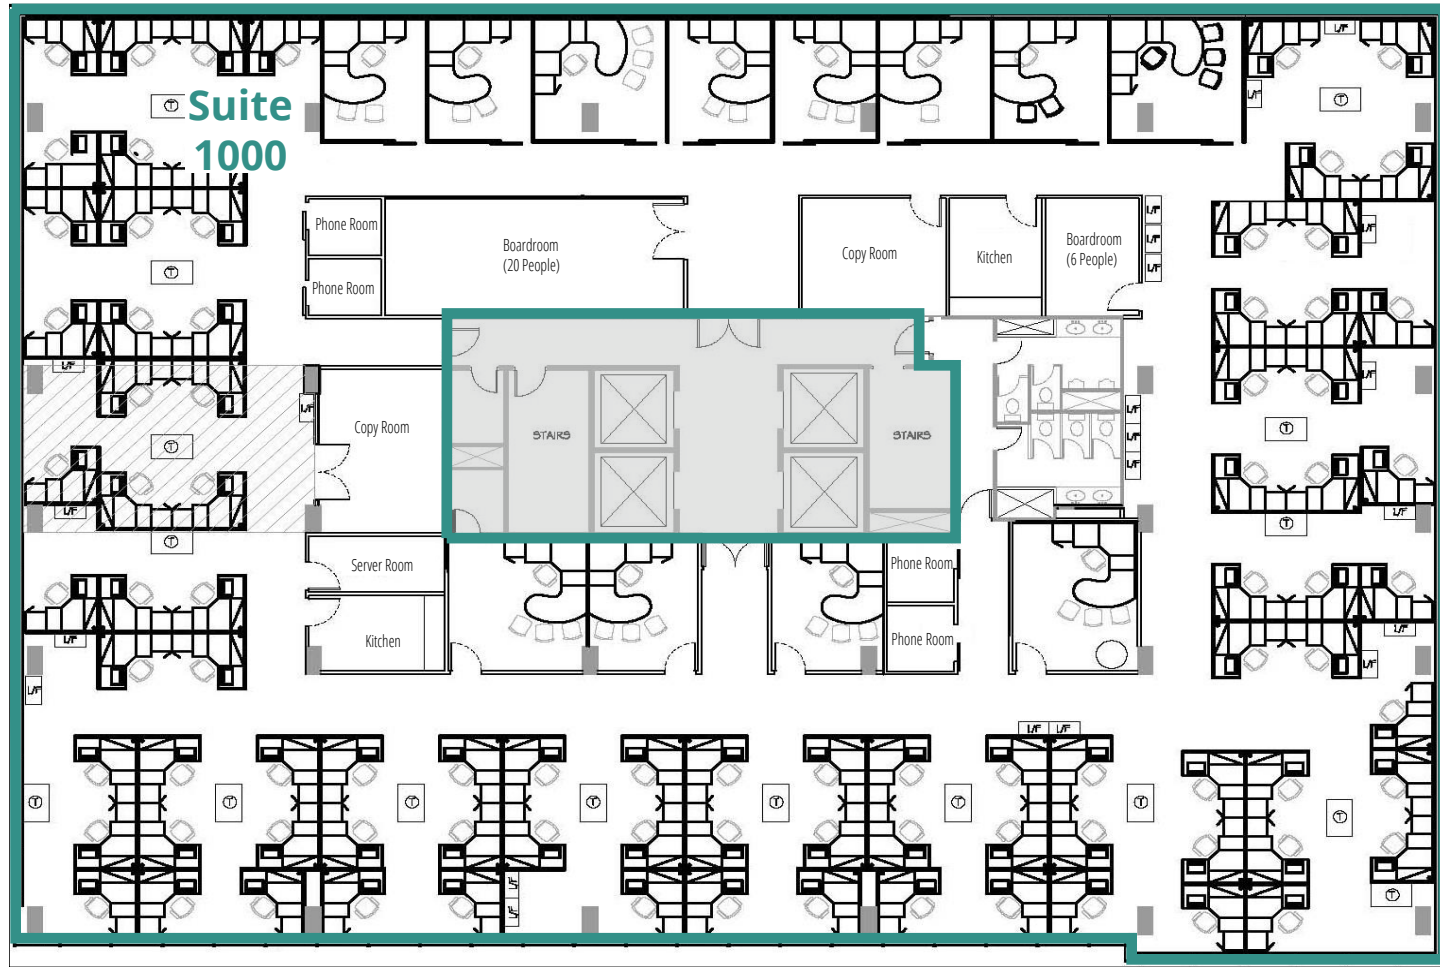 L/F
Suite
1000
L/F
T
T
Phone Room
Boardroom
(20 People)
Copy Room
Kitchen
Boardroom
(6 People)
L/F
L/F
L/F
L/F
Phone Room
T
L/F
L/F
L/F
Copy Room
STAIRS
STAIRS
L/F
L/F
L/F
T
T
L/F
L/F
T
T
Server Room
Phone Room
Kitchen
Phone Room
L/F
L/F
L/F
L/F
L/F
L/F
T
T
T
T
T
T
T
T
L/F
L/F
T